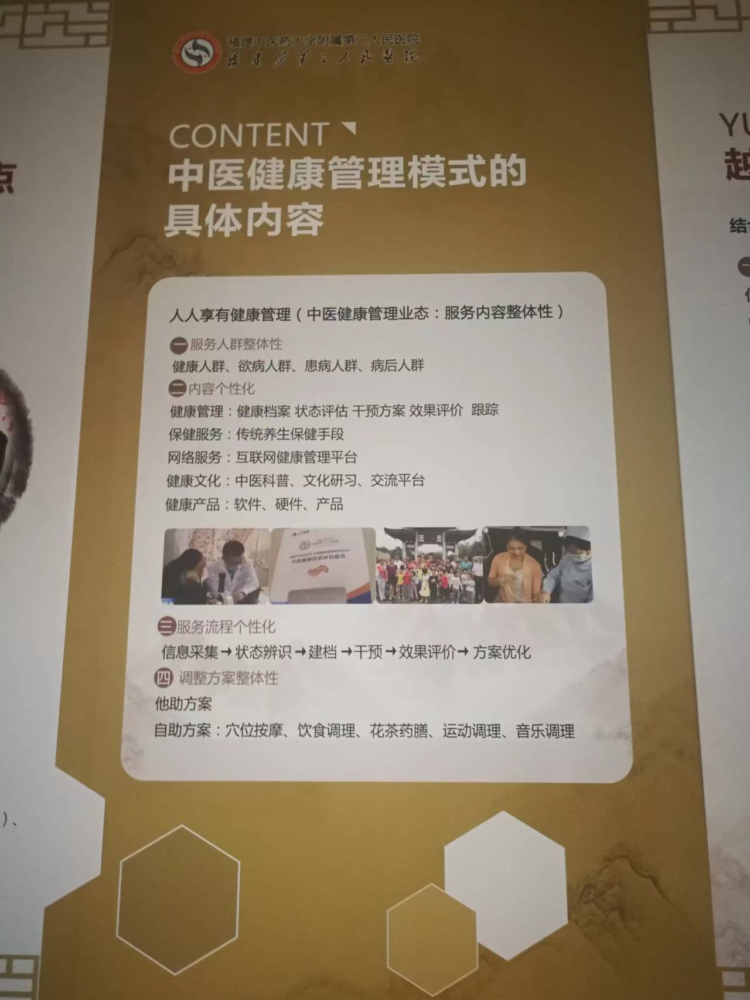 福建中医药大学附属第三人民医院
福建省第三人民醫院
CONTENT
中医健康管理模式的
具体内容
人人享有健康管理（中医健康管理业态：服务内容整体性）
一 服务人群整体性
健康人群、欲病人群、患病人群、病后人群
二 内容个性化
健康管理：健康档案 状态评估 干预方案 效果评价 跟踪
保健服务：传统养生保健手段
网络服务：互联网健康管理平台
健康文化：中医科普、文化研习、交流平台
健康产品：软件、硬件、产品
中医健康状态评估报告
三 服务流程个性化
信息采集→状态辨识→建档→干预→效果评价→方案优化
四 调整方案整体性
他助方案
自助方案：穴位按摩、饮食调理、花茶药膳、运动调理、音乐调理
点
）、
YU
越
一